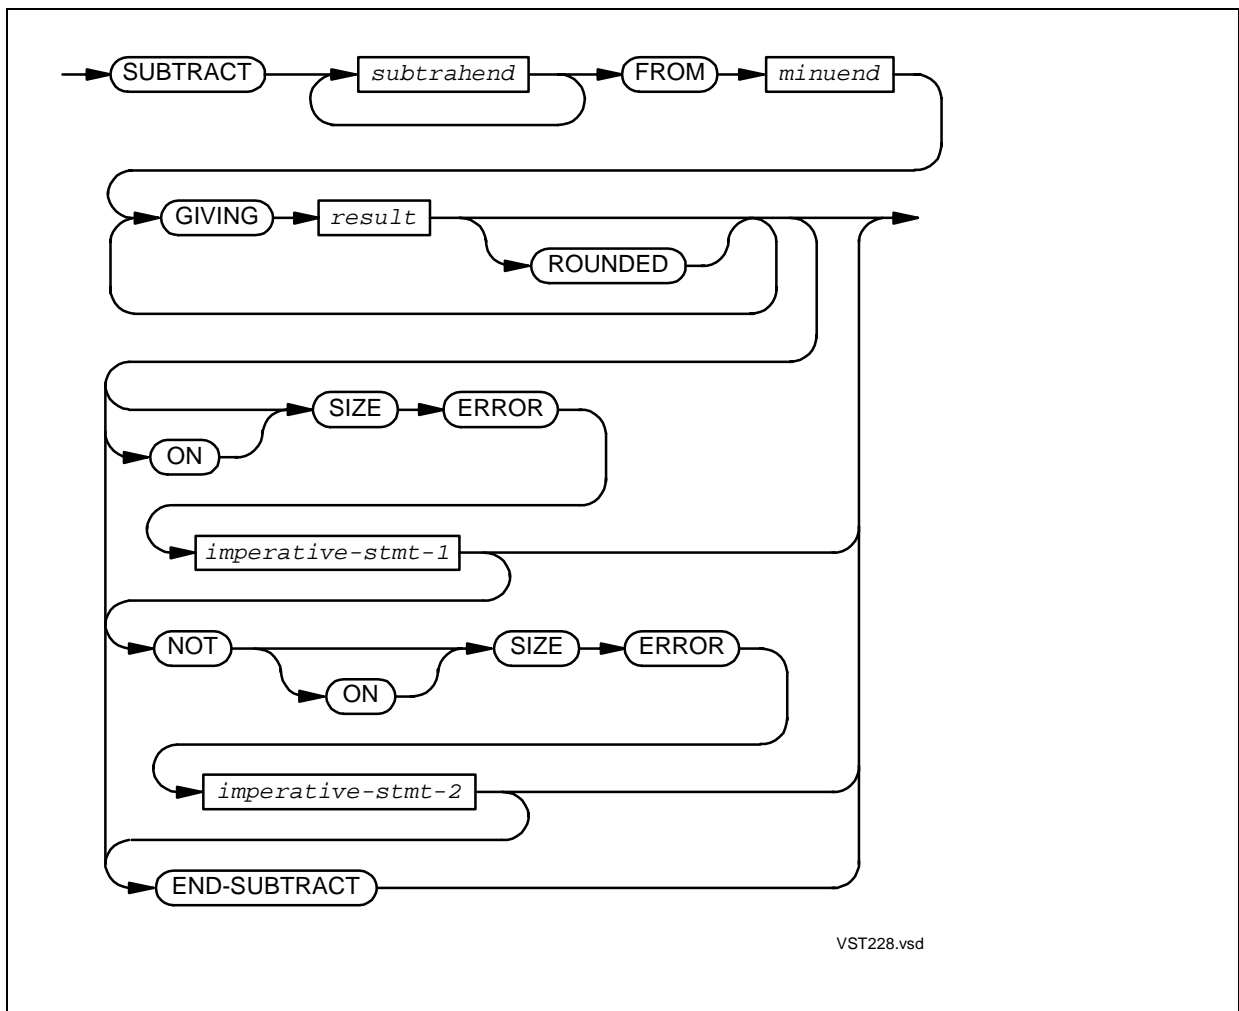 SUBTRACT subtrahend FROM minuend
GIVING result
ROUNDED
SIZE ERROR
ON
imperative-stmt-1
NOT SIZE ERROR
ON
imperative-stmt-2
END-SUBTRACT
VST228.vsd